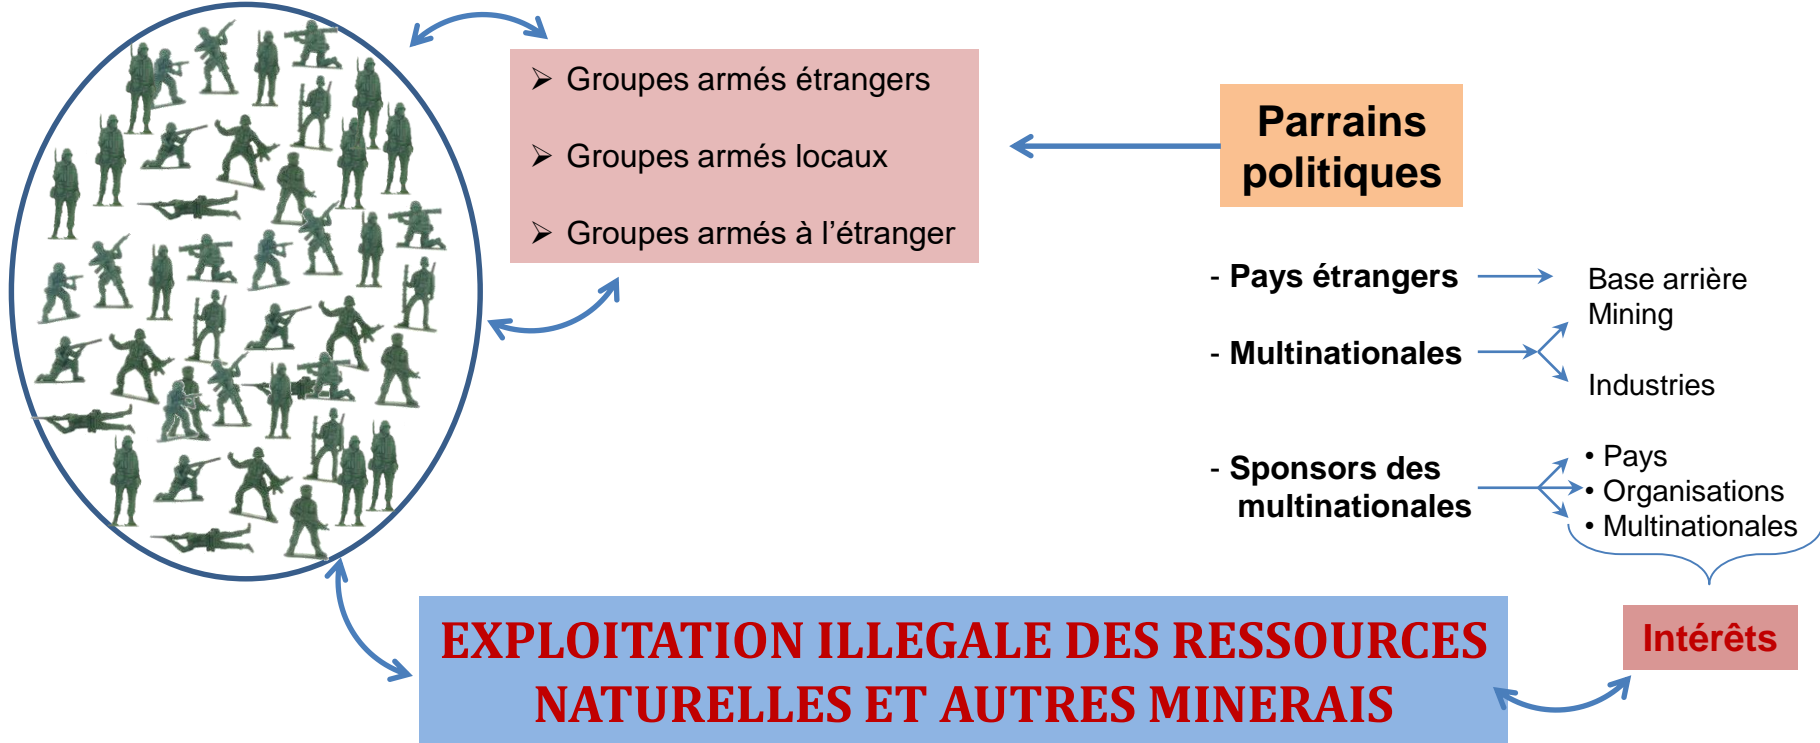 ➢ Groupes armés étrangers
➢ Groupes armés locaux
➢ Groupes armés à l’étranger
Parrains
politiques
- Pays étrangers
Base arrière
Mining
- Multinationales
Industries
- Sponsors des
multinationales
• Pays
• Organisations
• Multinationales
EXPLOITATION ILLEGALE DES RESSOURCES
NATURELLES ET AUTRES MINERAIS
Intérêts